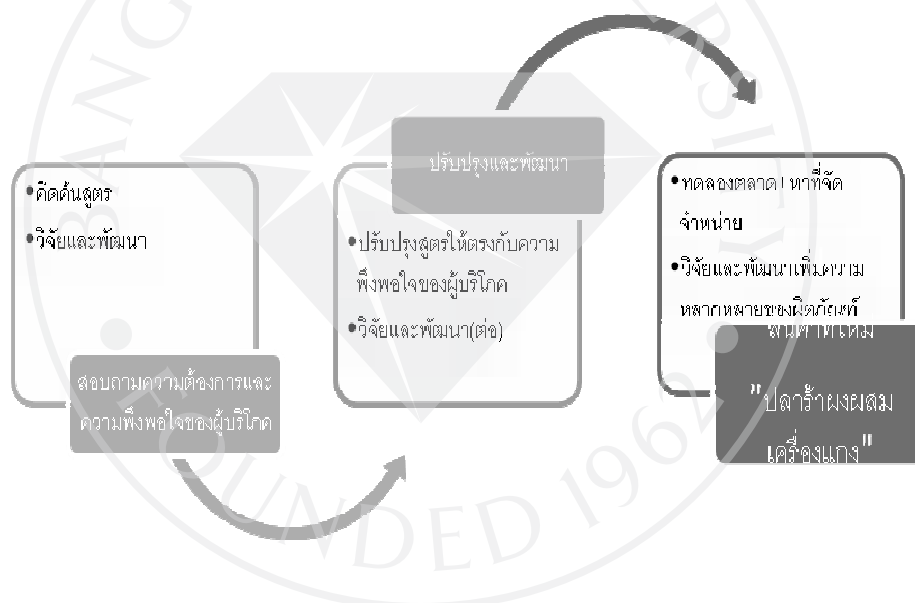 •คิดค้นสูตร
•วิจัยและพัฒนา
สอบถามความต้องการและ
ความพึงพอใจของผู้บริโภค
ปรับปรุงและพัฒนา
•ปรับปรุงสูตรให้ตรงกับความ
พึงพอใจของผู้บริโภค
•วิจัยและพัฒนา(ต่อ)
•ทดลองตลาด หาที่จัด
จำหน่าย
•วิจัยและพัฒนาเพิ่มความ
หลากหลายของผลิตภัณฑ์
สินค้าใหม่
"ปลาร้าผงผสม
เครื่องแกง"
FOUNDED 1962